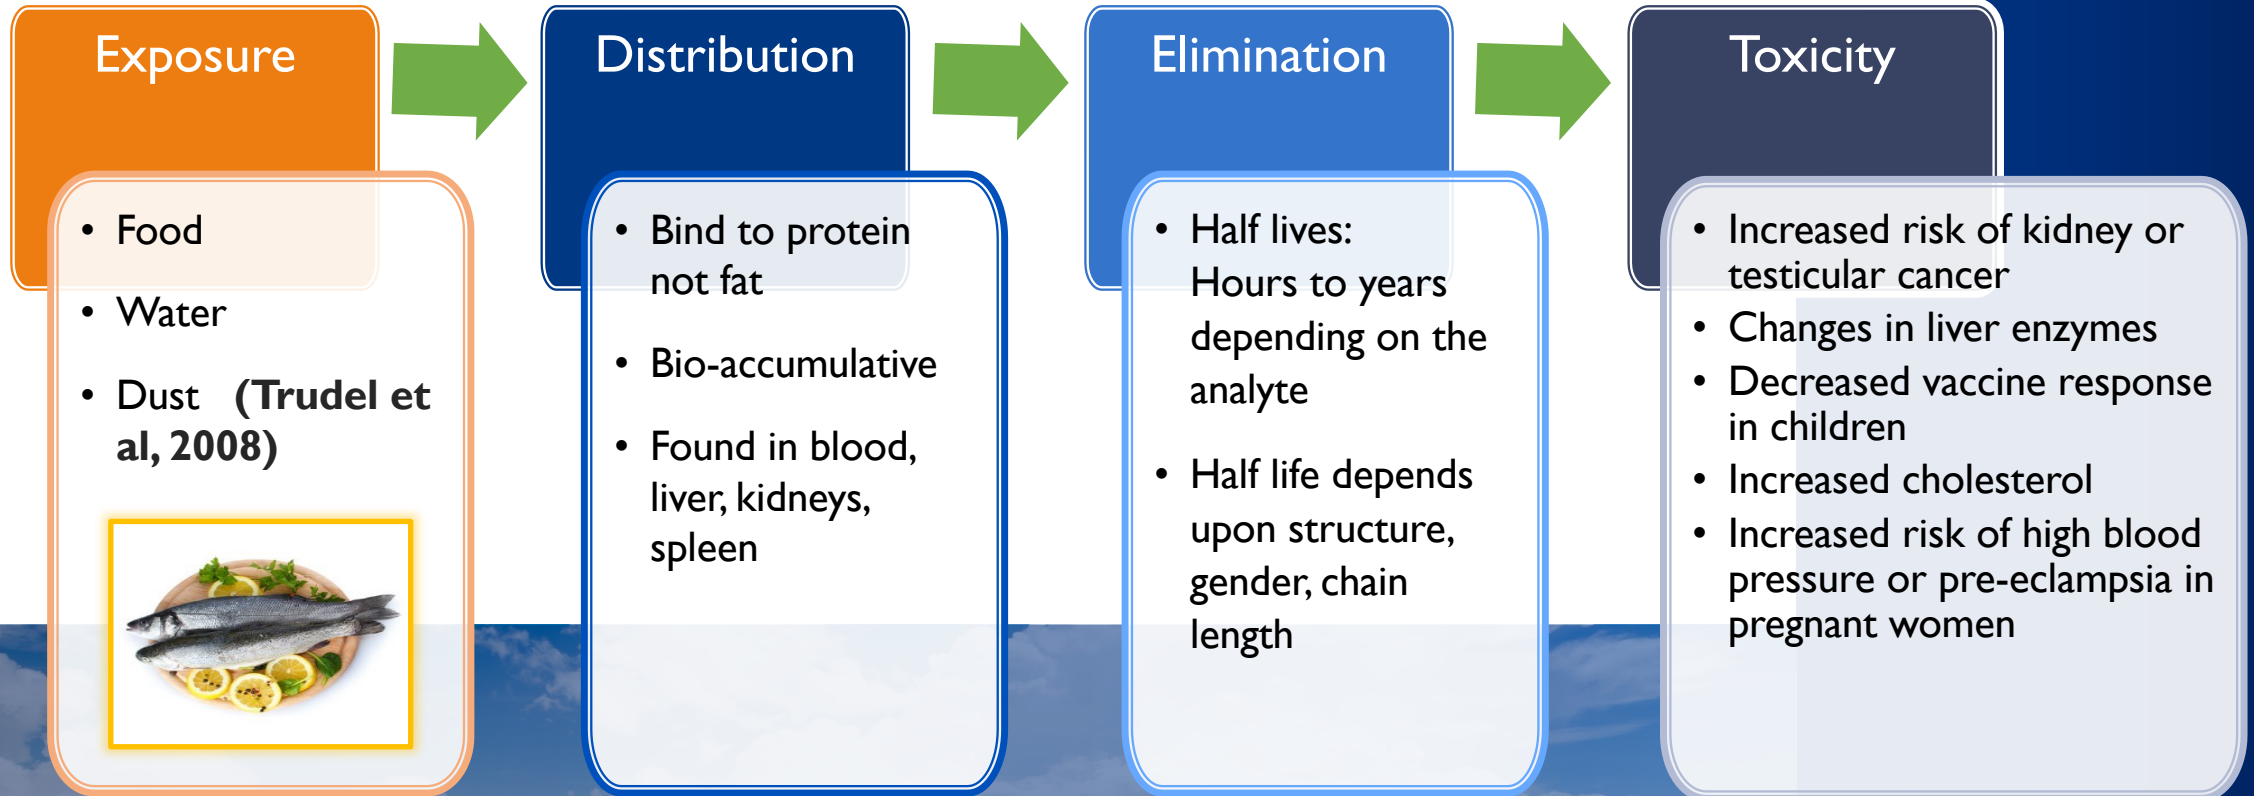 Exposure
• Food
• Water
• Dust (Trudel et
al, 2008)
Distribution
• Bind to protein
not fat
• Bio-accumulative
• Found in blood,
liver, kidneys,
spleen
Elimination
• Half lives:
Hours to years
depending on the
analyte
• Half life depends
upon structure,
gender, chain
length
Toxicity
• Increased risk of kidney or
testicular cancer
• Changes in liver enzymes
• Decreased vaccine response
in children
• Increased cholesterol
• Increased risk of high blood
pressure or pre-eclampsia in
pregnant women